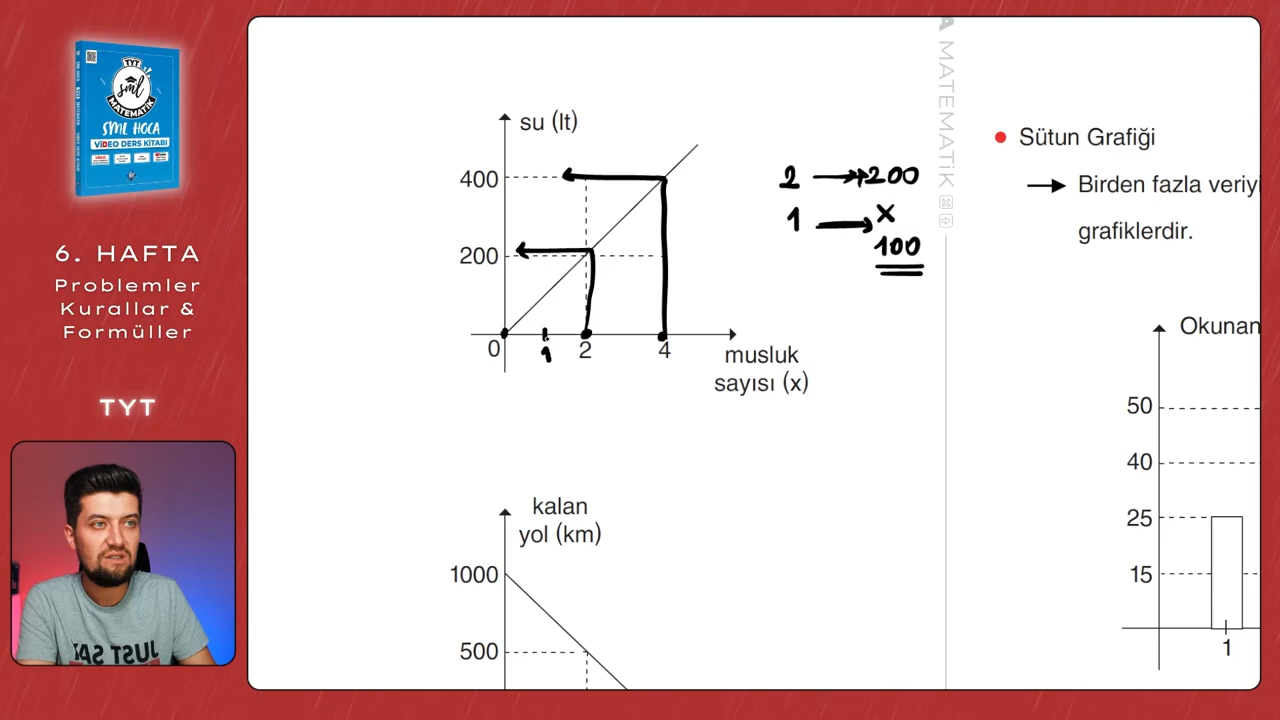 TYT
sml
MATEMATİK
SML HOCA
VİDEO DERS KİTABI
6. HAFTA
Problemler
Kurallar &
Formüller
TYT
JUST SAY
su (lt)
400
200
0
1
2
4
musluk
sayısı (x)
2 → 200
1 → x
100
kalan
yol (km)
1000
500
MATEMATİK
Sütun Grafiği
Birden fazla veriyi
grafiklerdir.
Okunan
50
40
25
15
1